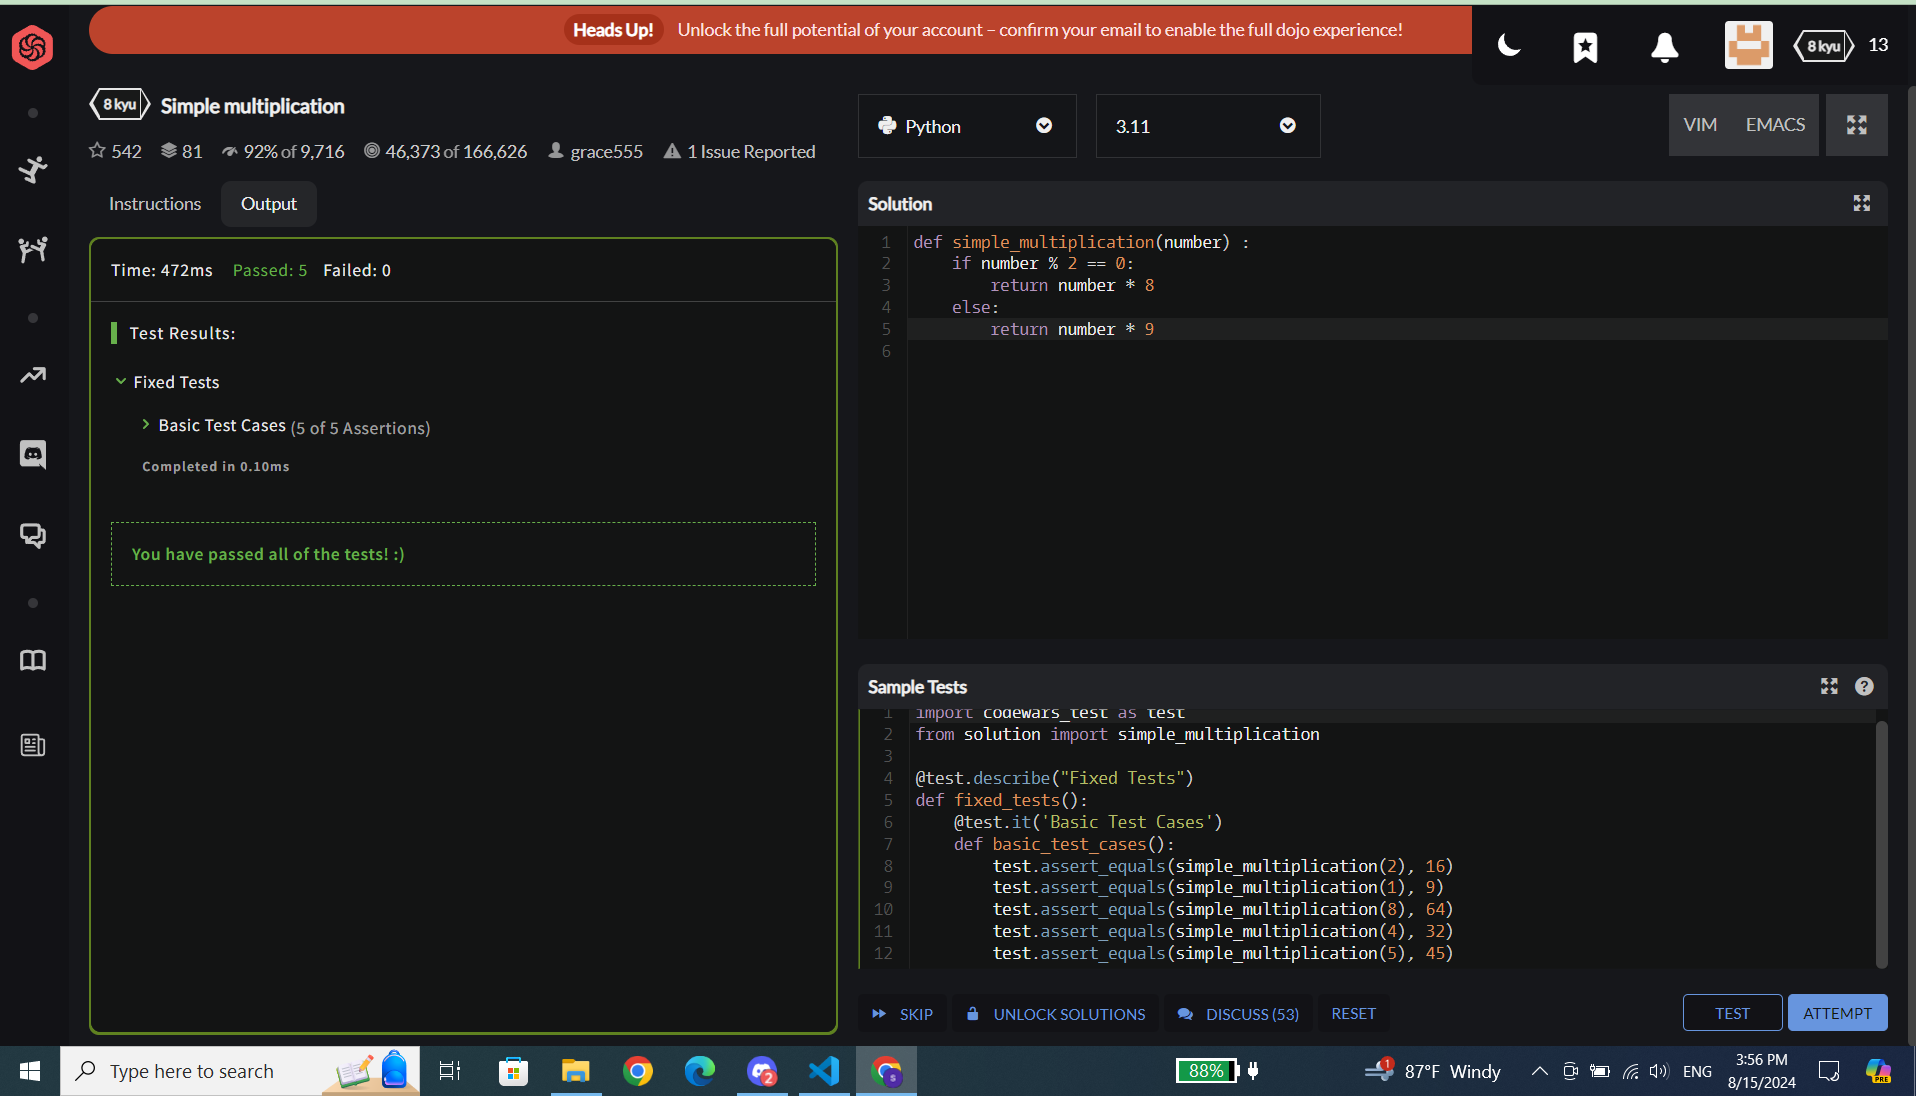 Heads Up! Unlock the full potential of your account – confirm your email to enable the full dojo experience!
8 kyu 13
8 kyu Simple multiplication
542 81 92% of 9,716 46,373 of 166,626 grace555 1 Issue Reported
Instructions Output
Time: 472ms Passed: 5 Failed: 0
Test Results:
Fixed Tests
Basic Test Cases (5 of 5 Assertions)
Completed in 0.10ms
You have passed all of the tests! :)
Python 3.11 VIM EMACS
Solution
1 def simple_multiplication(number) :
2     if number % 2 == 0:
3         return number * 8
4     else:
5         return number * 9
6
Sample Tests
1 import codewars_test as test
2 from solution import simple_multiplication
3
4 @test.describe("Fixed Tests")
5 def fixed_tests():
6     @test.it('Basic Test Cases')
7     def basic_test_cases():
8         test.assert_equals(simple_multiplication(2), 16)
9         test.assert_equals(simple_multiplication(1), 9)
10         test.assert_equals(simple_multiplication(8), 64)
11         test.assert_equals(simple_multiplication(4), 32)
12         test.assert_equals(simple_multiplication(5), 45)
SKIP UNLOCK SOLUTIONS DISCUSS (53) RESET TEST ATTEMPT
Type here to search 2 s 88% 1 87°F Windy ENG 3:56 PM
8/15/2024 PRE